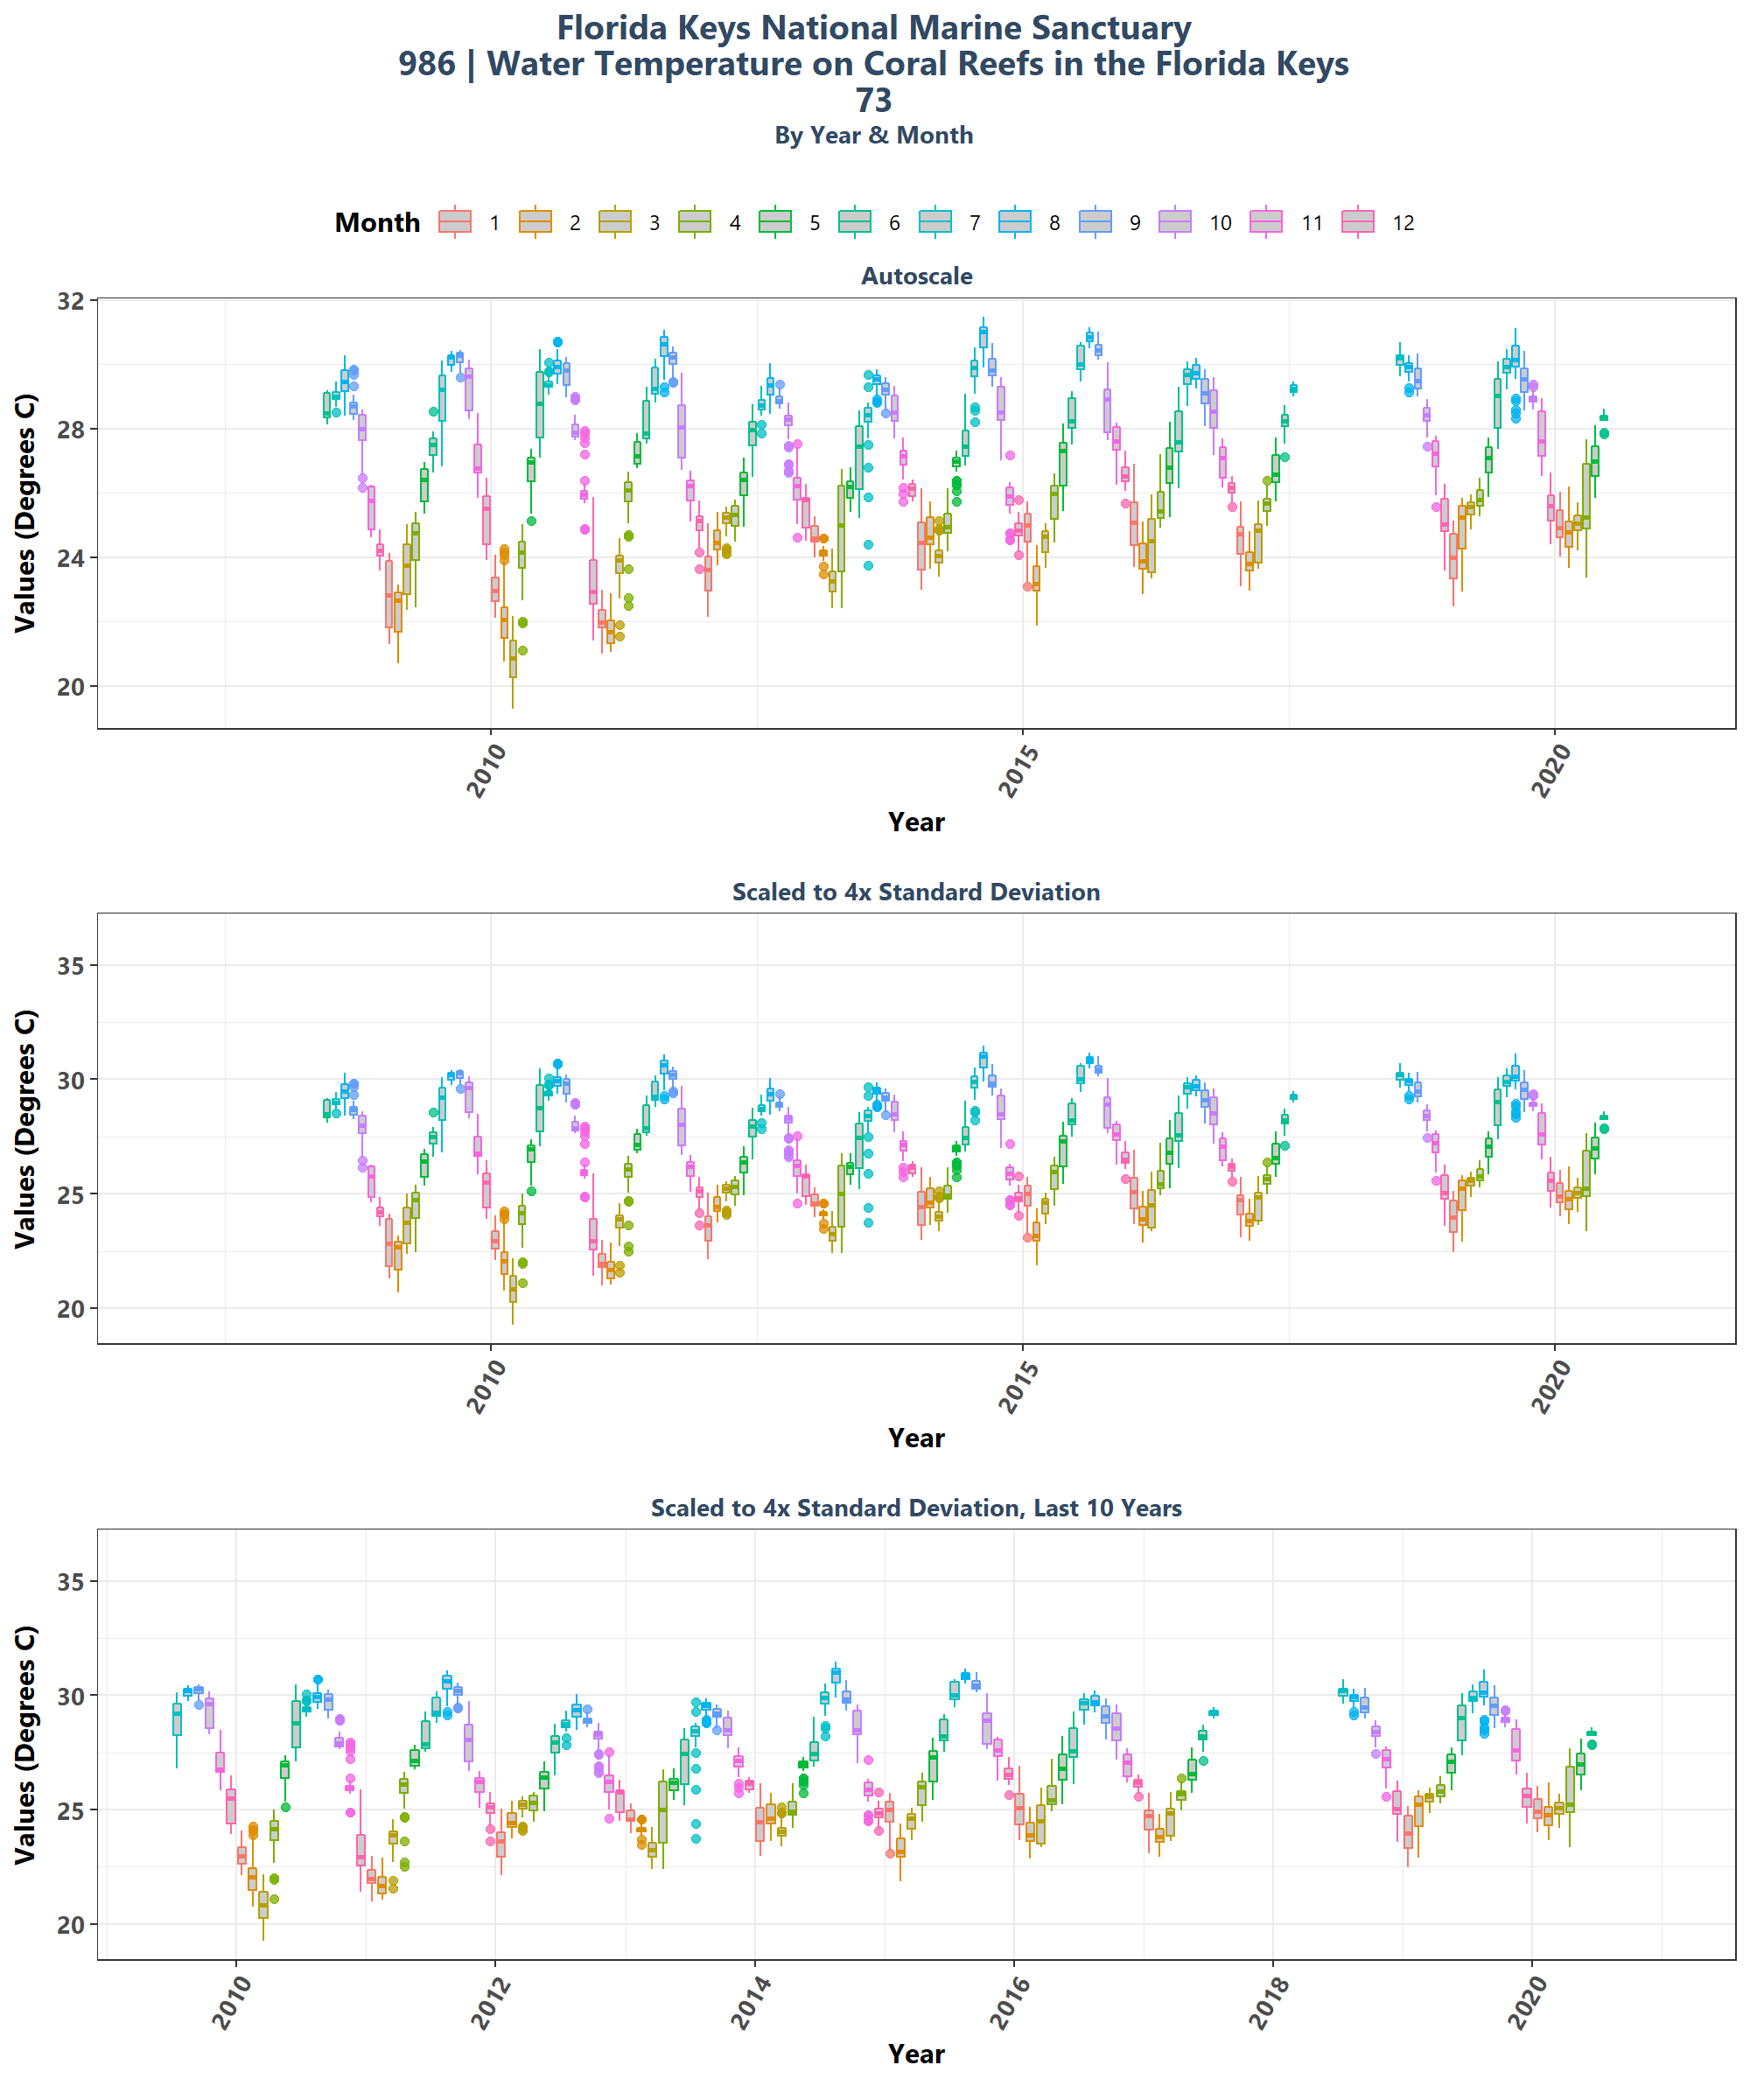 Florida Keys National Marine Sanctuary
986 | Water Temperature on Coral Reefs in the Florida Keys
73
By Year & Month
Month 1 2 3 4 5 6 7 8 9 10 11 12
Autoscale
32
28
24
20
Values (Degrees C)
2010 2015 2020
Year
Scaled to 4x Standard Deviation
35
30
25
20
Values (Degrees C)
2010 2015 2020
Year
Scaled to 4x Standard Deviation, Last 10 Years
35
30
25
20
Values (Degrees C)
2010 2012 2014 2016 2018 2020
Year